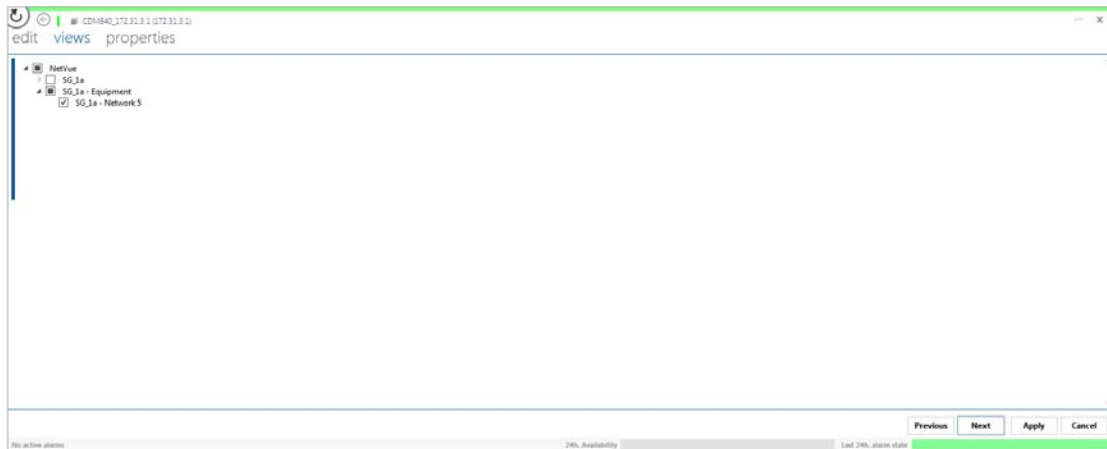 CDM840_172.31.3.1 (172.31.3.1)
edit views properties
NetVue
SG_1a
SG_1a - Equipment
SG_1a - Network 5
Previous Next Apply Cancel
No active alarms 24h. Availability Last 24h. alarm state